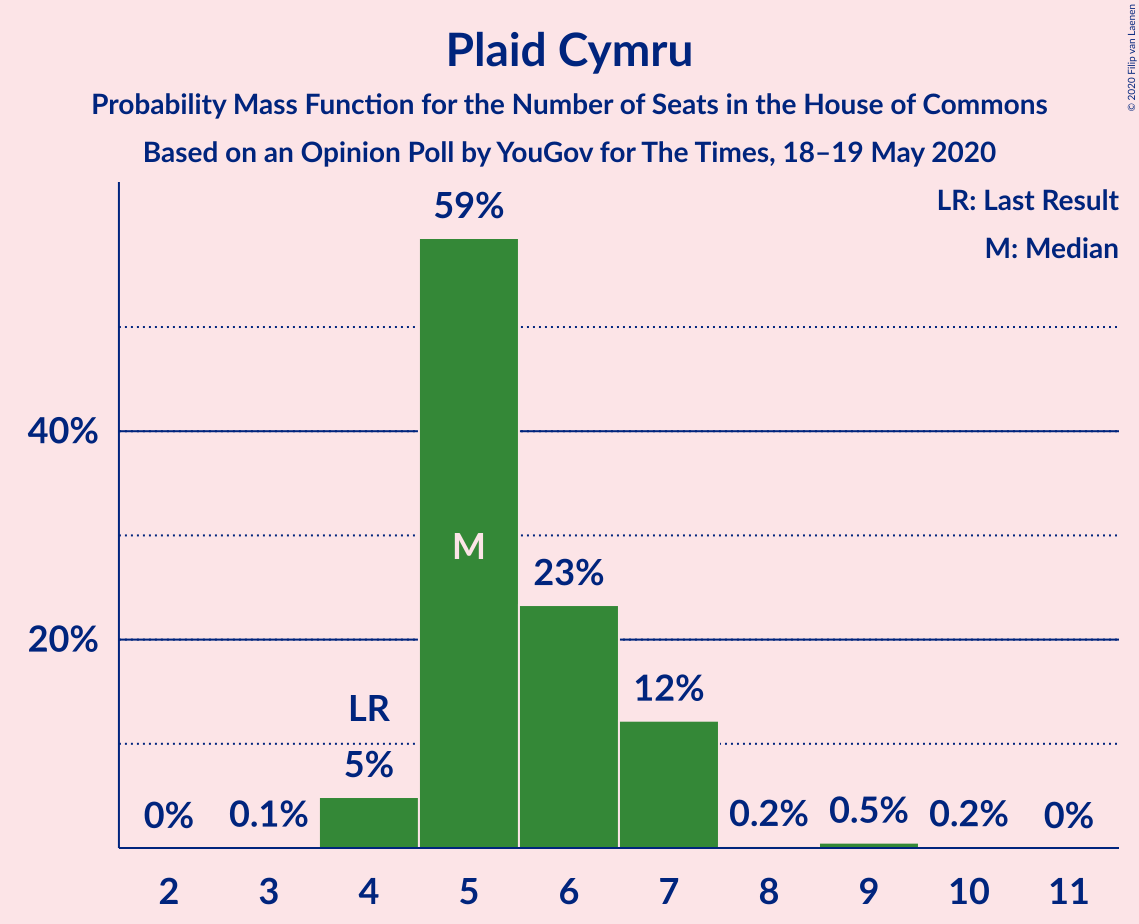 Plaid Cymru
Probability Mass Function for the Number of Seats in the House of Commons
Based on an Opinion Poll by YouGov for The Times, 18–19 May 2020
© 2020 Filip van Laenen
LR: Last Result
M: Median
59%
40%
M
23%
20%
12%
LR
5%
0%
0.1%
0.2%
0.5%
0.2%
0%
2 3 4 5 6 7 8 9 10 11